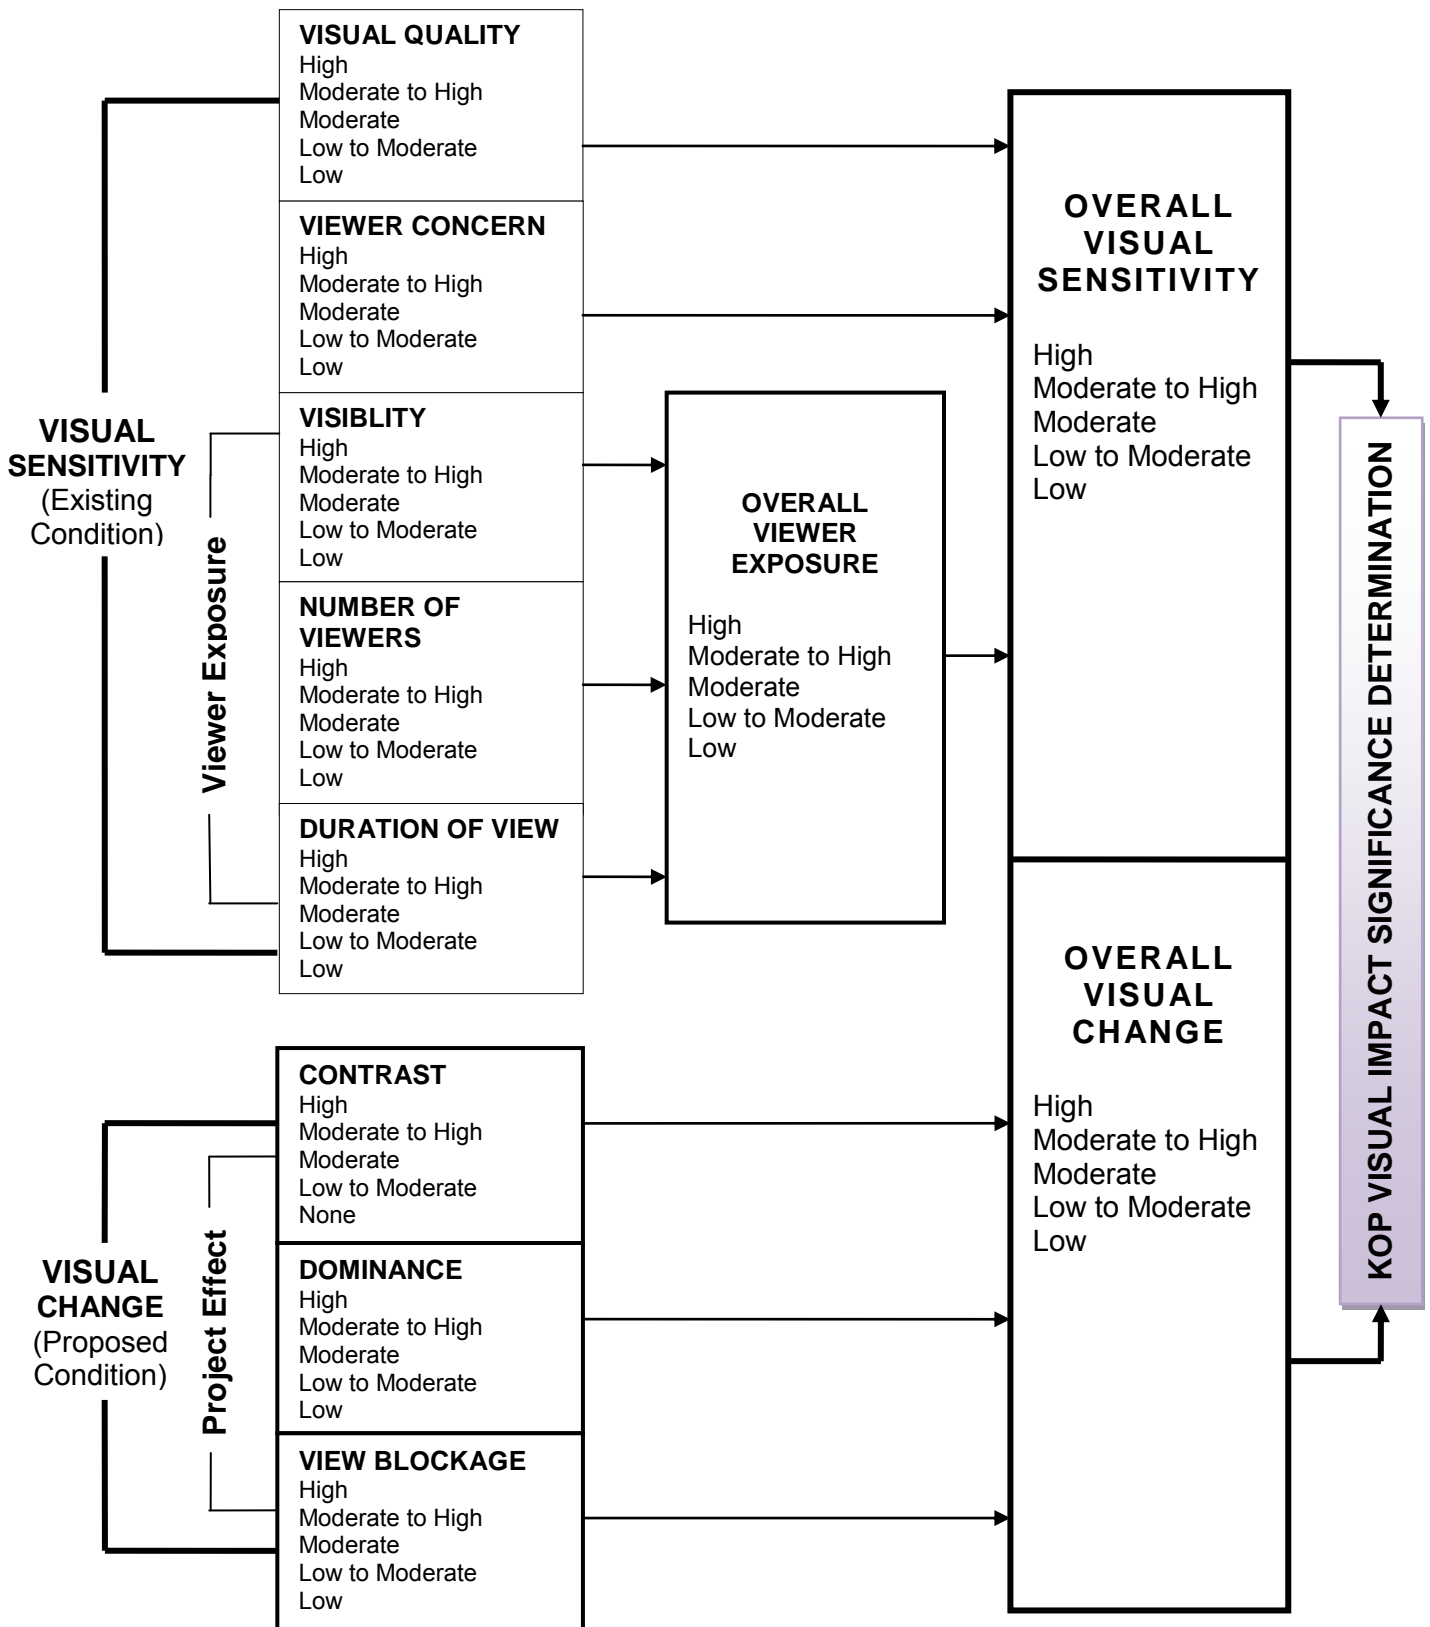 VISUAL QUALITY
High
Moderate to High
Moderate
Low to Moderate
Low
VIEWER CONCERN
High
Moderate to High
Moderate
Low to Moderate
Low
VISIBLITY
High
Moderate to High
Moderate
Low to Moderate
Low
NUMBER OF
VIEWERS
High
Moderate to High
Moderate
Low to Moderate
Low
DURATION OF VIEW
High
Moderate to High
Moderate
Low to Moderate
Low
VISUAL
SENSITIVITY
(Existing
Condition)
Viewer Exposure
OVERALL
VIEWER
EXPOSURE
High
Moderate to High
Moderate
Low to Moderate
Low
OVERALL
VISUAL
SENSITIVITY
High
Moderate to High
Moderate
Low to Moderate
Low
CONTRAST
High
Moderate to High
Moderate
Low to Moderate
None
DOMINANCE
High
Moderate to High
Moderate
Low to Moderate
Low
VIEW BLOCKAGE
High
Moderate to High
Moderate
Low to Moderate
Low
VISUAL
CHANGE
(Proposed
Condition)
Project Effect
OVERALL
VISUAL
CHANGE
High
Moderate to High
Moderate
Low to Moderate
Low
KOP VISUAL IMPACT SIGNIFICANCE DETERMINATION